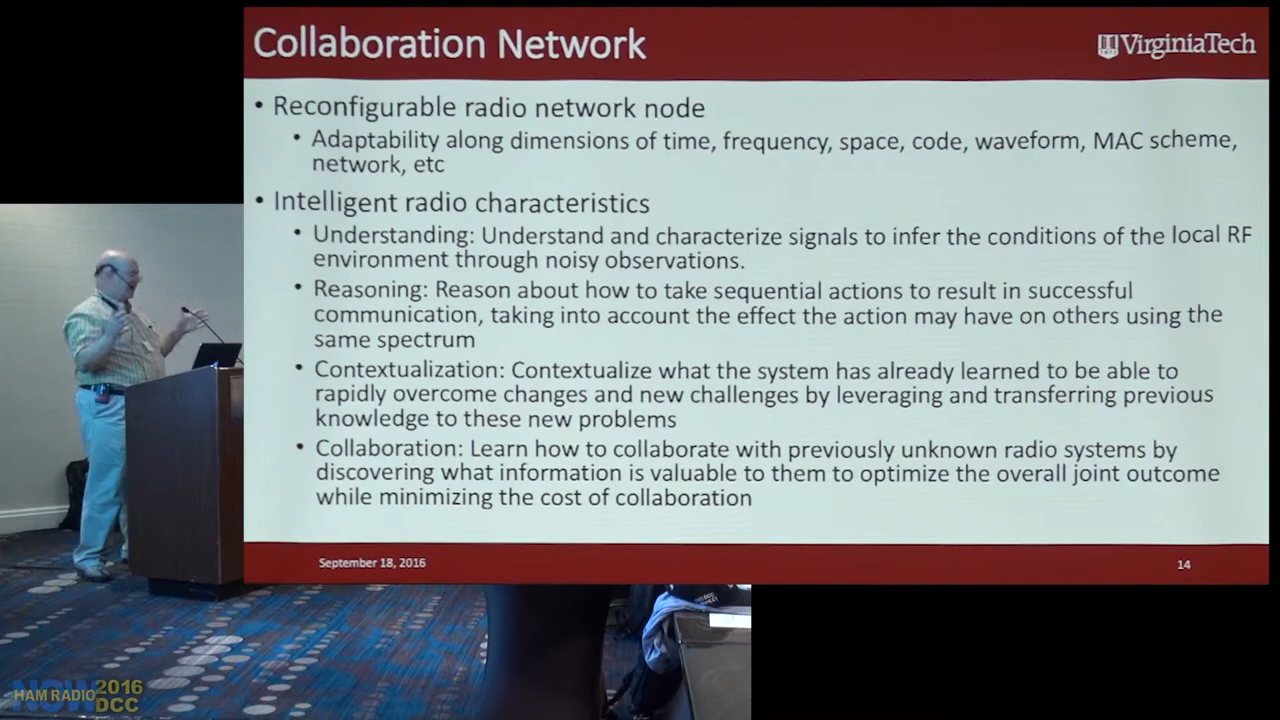 Collaboration Network
VirginiaTech
• Reconfigurable radio network node
• Adaptability along dimensions of time, frequency, space, code, waveform, MAC scheme,
network, etc
• Intelligent radio characteristics
• Understanding: Understand and characterize signals to infer the conditions of the local RF
environment through noisy observations.
• Reasoning: Reason about how to take sequential actions to result in successful
communication, taking into account the effect the action may have on others using the
same spectrum
• Contextualization: Contextualize what the system has already learned to be able to
rapidly overcome changes and new challenges by leveraging and transferring previous
knowledge to these new problems
• Collaboration: Learn how to collaborate with previously unknown radio systems by
discovering what information is valuable to them to optimize the overall joint outcome
while minimizing the cost of collaboration
September 18, 2016
14
HAM RADIO NOW 2016
DCC